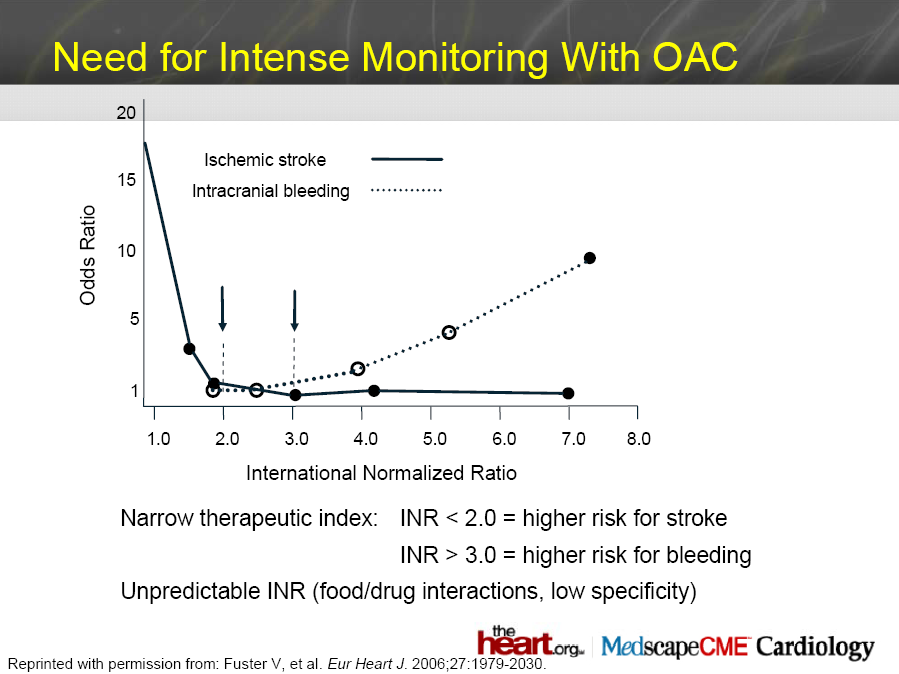 Need for Intense Monitoring With OAC
20
15
10
5
1
Odds Ratio
Ischemic stroke
Intracranial bleeding
1.0 2.0 3.0 4.0 5.0 6.0 7.0 8.0
International Normalized Ratio
Narrow therapeutic index: INR < 2.0 = higher risk for stroke
INR > 3.0 = higher risk for bleeding
Unpredictable INR (food/drug interactions, low specificity)
theheart.org
MedscapeCME Cardiology
Reprinted with permission from: Fuster V, et al. Eur Heart J. 2006;27:1979-2030.